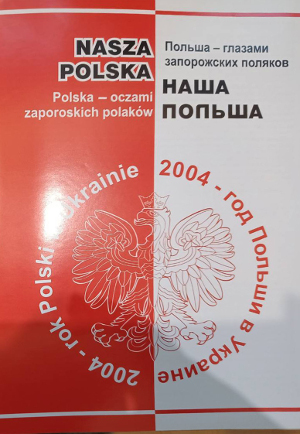 NASZA
POLSKA
Polska – oczami
zaporoskich polaków
Польша – глазами
запорожских поляков
НАША
ПОЛЬША
2004 - rok Polski Ukrainie
2004 - год Польши в Украине